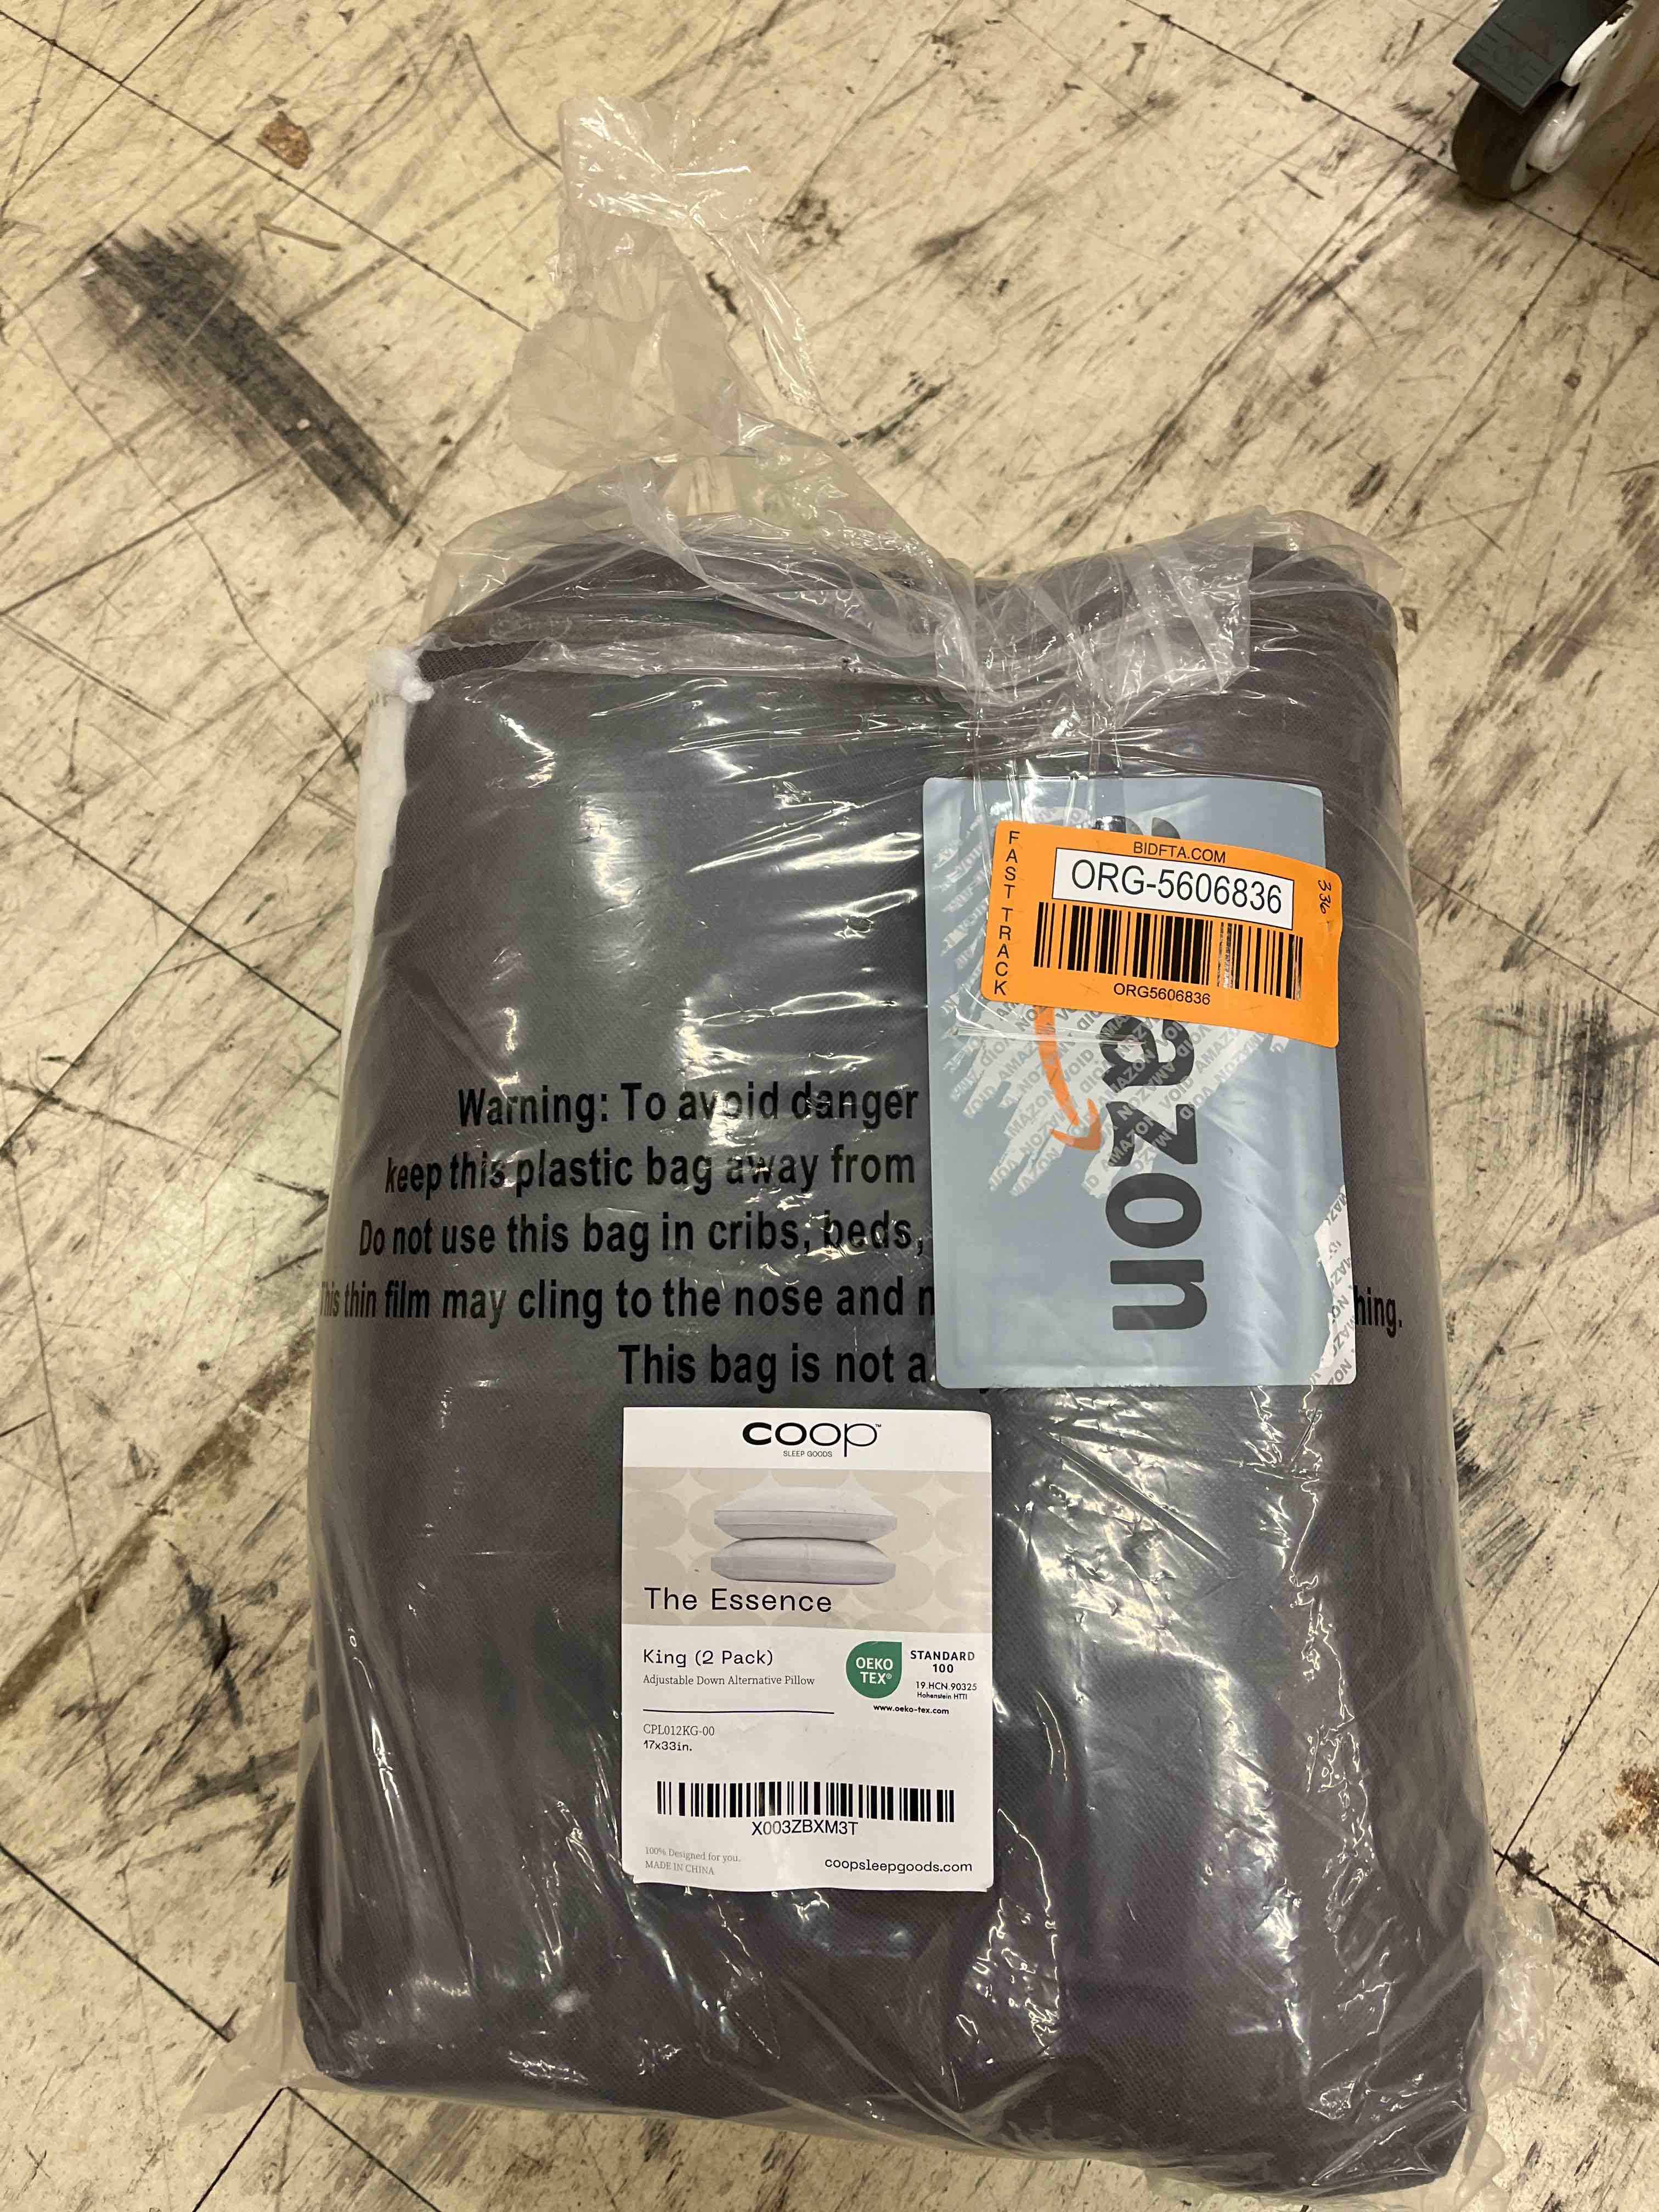 BIDFTA.COM
FAST TRACK
ORG-5606836
336
ORG5606836
azon
Warning: To avoid danger
keep this plastic bag away from
Do not use this bag in cribs, beds,
This thin film may cling to the nose and
hing.
This bag is not a
coop™
SLEEP GOODS
The Essence
King (2 Pack)
Adjustable Down Alternative Pillow
OEKO
TEX®
STANDARD
100
19.HCN.90325
Hohenstein HTTI
www.oeko-tex.com
CPL012KG-00
17x33in.
X003ZBXM3T
100% Designed for you.
MADE IN CHINA
coopsleepgoods.com